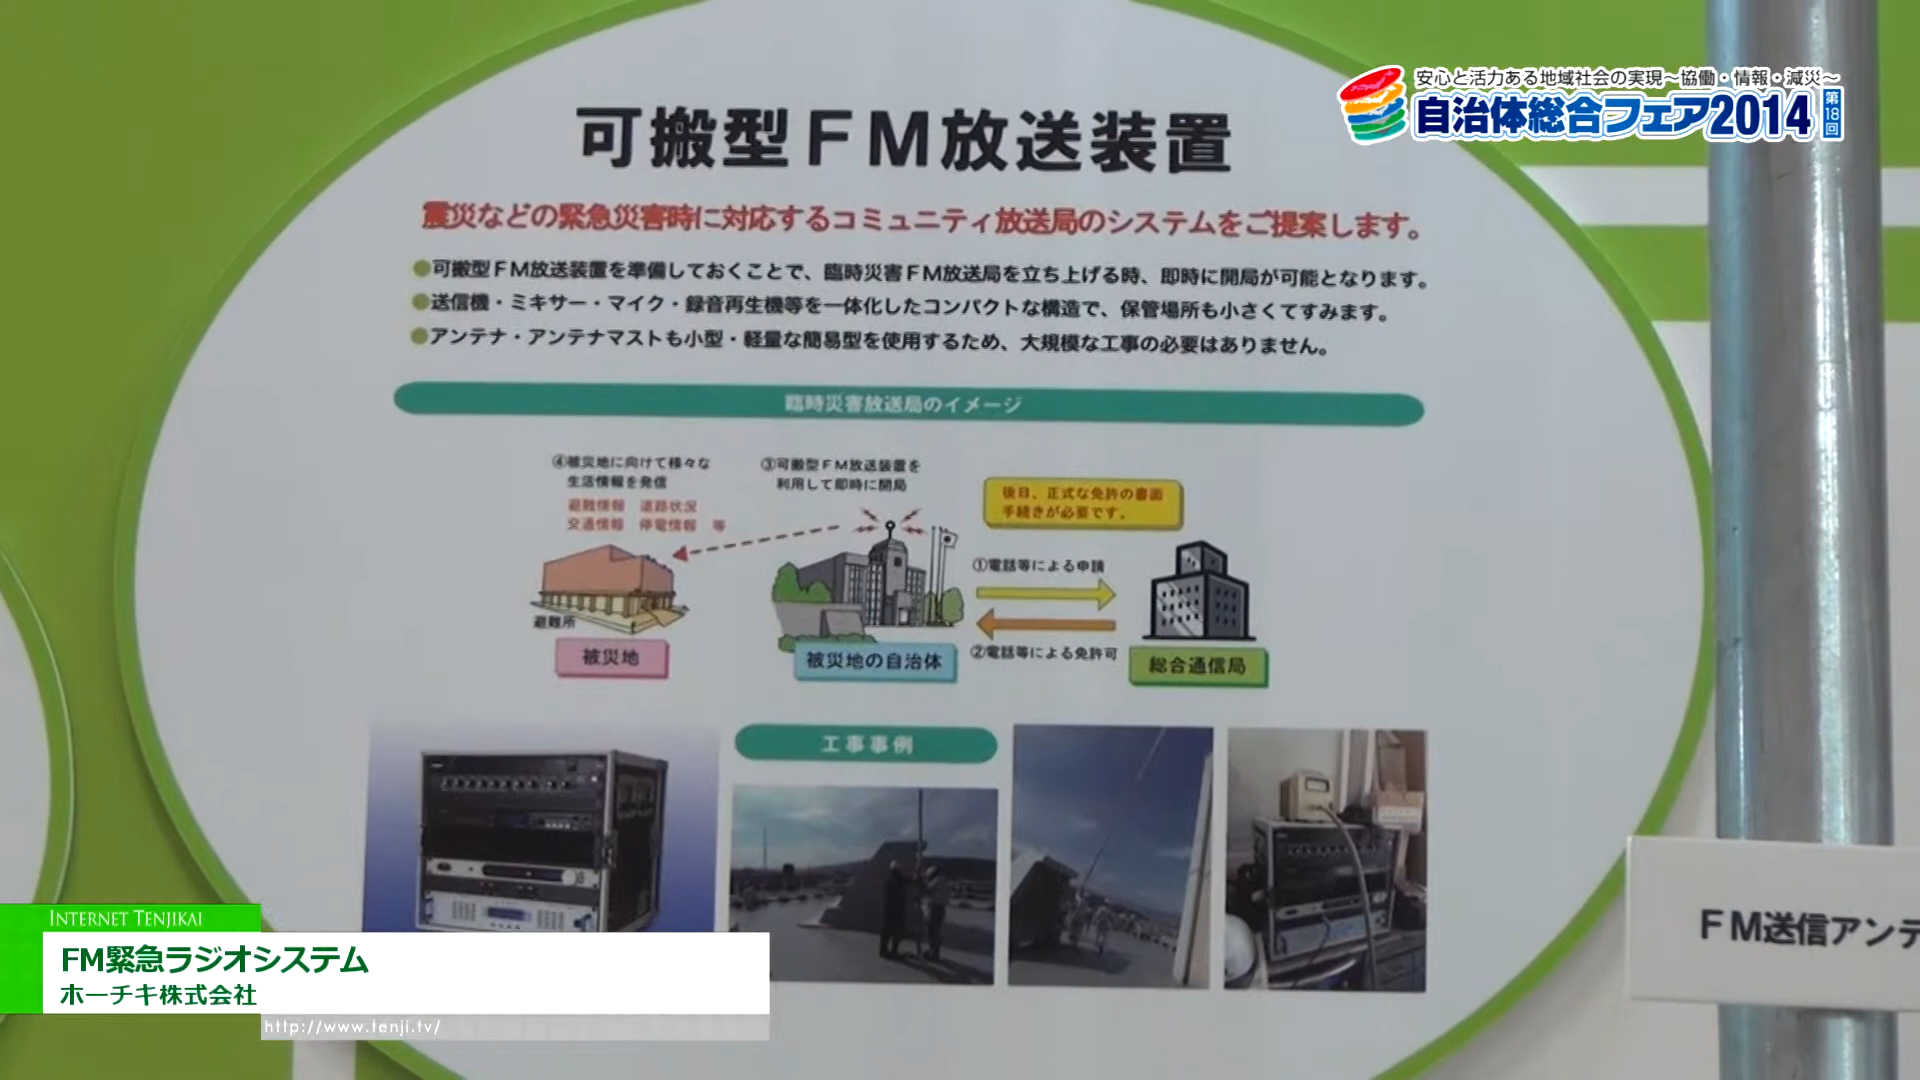 安心と活力ある地域社会の実現～協働・情報・減災～
自治体総合フェア2014
第18回
可搬型FM放送装置
震災などの緊急災害時に対応するコミュニティ放送局のシステムをご提案します。
●可搬型FM放送装置を準備しておくことで、臨時災害FM放送局を立ち上げる時、即時に開局が可能となります。
●送信機・ミキサー・マイク・録音再生機等を一体化したコンパクトな構造で、保管場所も小さくてすみます。
●アンテナ・アンテナマストも小型・軽量な簡易型を使用するため、大規模な工事の必要はありません。
臨時災害放送局のイメージ
④被災地に向けて様々な
生活情報を発信
避難情報 道路状況
交通情報 停電情報 等
③可搬型FM放送装置を
利用して即時に開局
後日、正式な免許の書面
手続きが必要です。
①電話等による申請
②電話等による免許可
避難所
被災地
被災地の自治体
総合通信局
工事事例
FM送信アンテ
INTERNET TENJIKAI
FM緊急ラジオシステム
ホーチキ株式会社
http://www.tenji.tv/